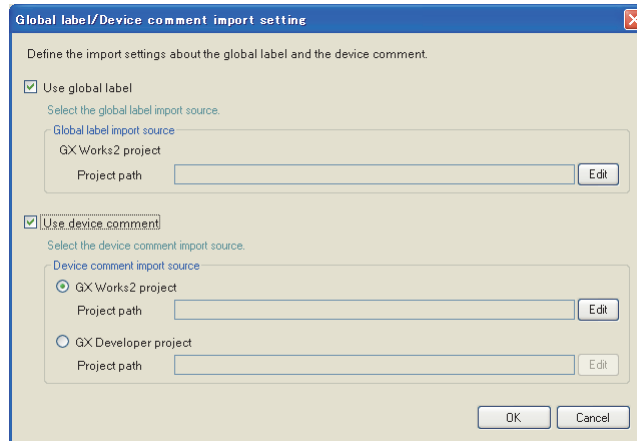 Global label/Device comment import setting
Define the import settings about the global label and the device comment.
Use global label
Select the global label import source.
Global label import source
GX Works2 project
Project path
Edit
Use device comment
Select the device comment import source.
Device comment import source
GX Works2 project
Project path
Edit
GX Developer project
Project path
Edit
OK
Cancel